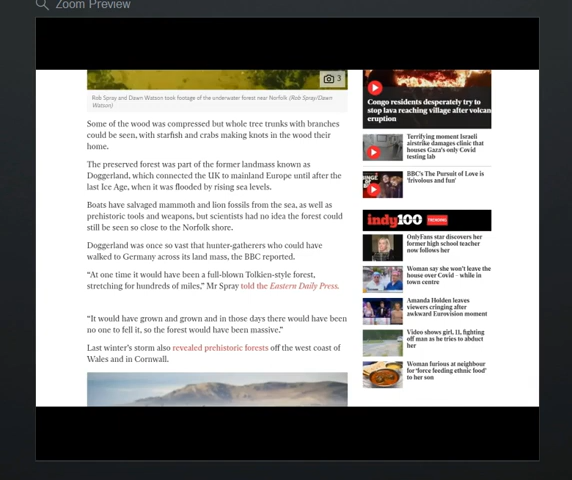 Zoom Preview
3
Rob Spray and Dawn Watson took footage of the underwater forest near Norfolk (Rob Spray/Dawn
Watson)
Some of the wood was compressed but whole tree trunks with branches
could be seen, with starfish and crabs making knots in the wood their
home.
The preserved forest was part of the former landmass known as
Doggerland, which connected the UK to mainland Europe until after the
last Ice Age, when it was flooded by rising sea levels.
Boats have salvaged mammoth and lion fossils from the sea, as well as
prehistoric tools and weapons, but scientists had no idea the forest could
still be seen so close to the Norfolk shore.
Doggerland was once so vast that hunter-gatherers who could have
walked to Germany across its land mass, the BBC reported.
“At one time it would have been a full-blown Tolkien-style forest,
stretching for hundreds of miles,” Mr Spray told the Eastern Daily Press.
“It would have grown and grown and in those days there would have been
no one to fell it, so the forest would have been massive.”
Last winter’s storm also revealed prehistoric forests off the west coast of
Wales and in Cornwall.
Congo residents desperately try to
stop lava reaching village after volcan
eruption
Terrifying moment Israeli
airstrike damages clinic that
houses Gaza's only Covid
testing lab
BBC's The Pursuit of Love is
'frivolous and fun'
indy100 TRENDING
OnlyFans star discovers her
former high school teacher
now follows her
Woman say she won't leave the
house over Covid – while in
town centre
Amanda Holden leaves
viewers cringing after
awkward Eurovision moment
Video shows girl, 11, fighting
off man as he tries to abduct
her
Woman furious at neighbour
for 'force feeding ethnic food'
to her son